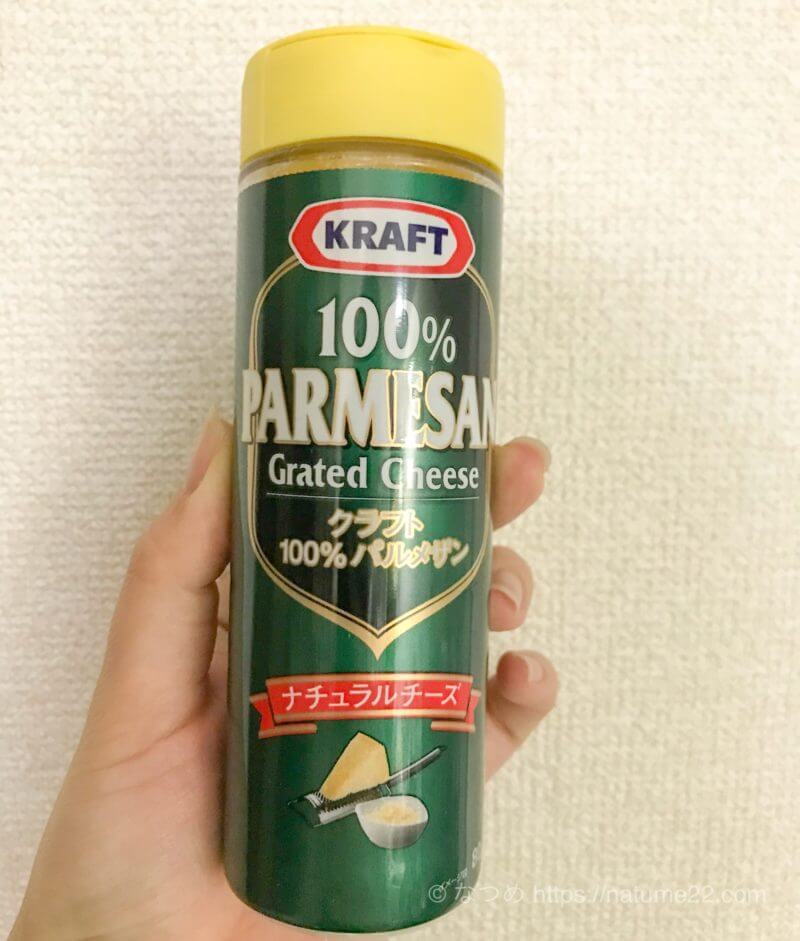 KRAFT
100%
PARMESAN
Grated Cheese
クラフト
100%パルメザン
ナチュラルチーズ
© なつめ https://natume22.com